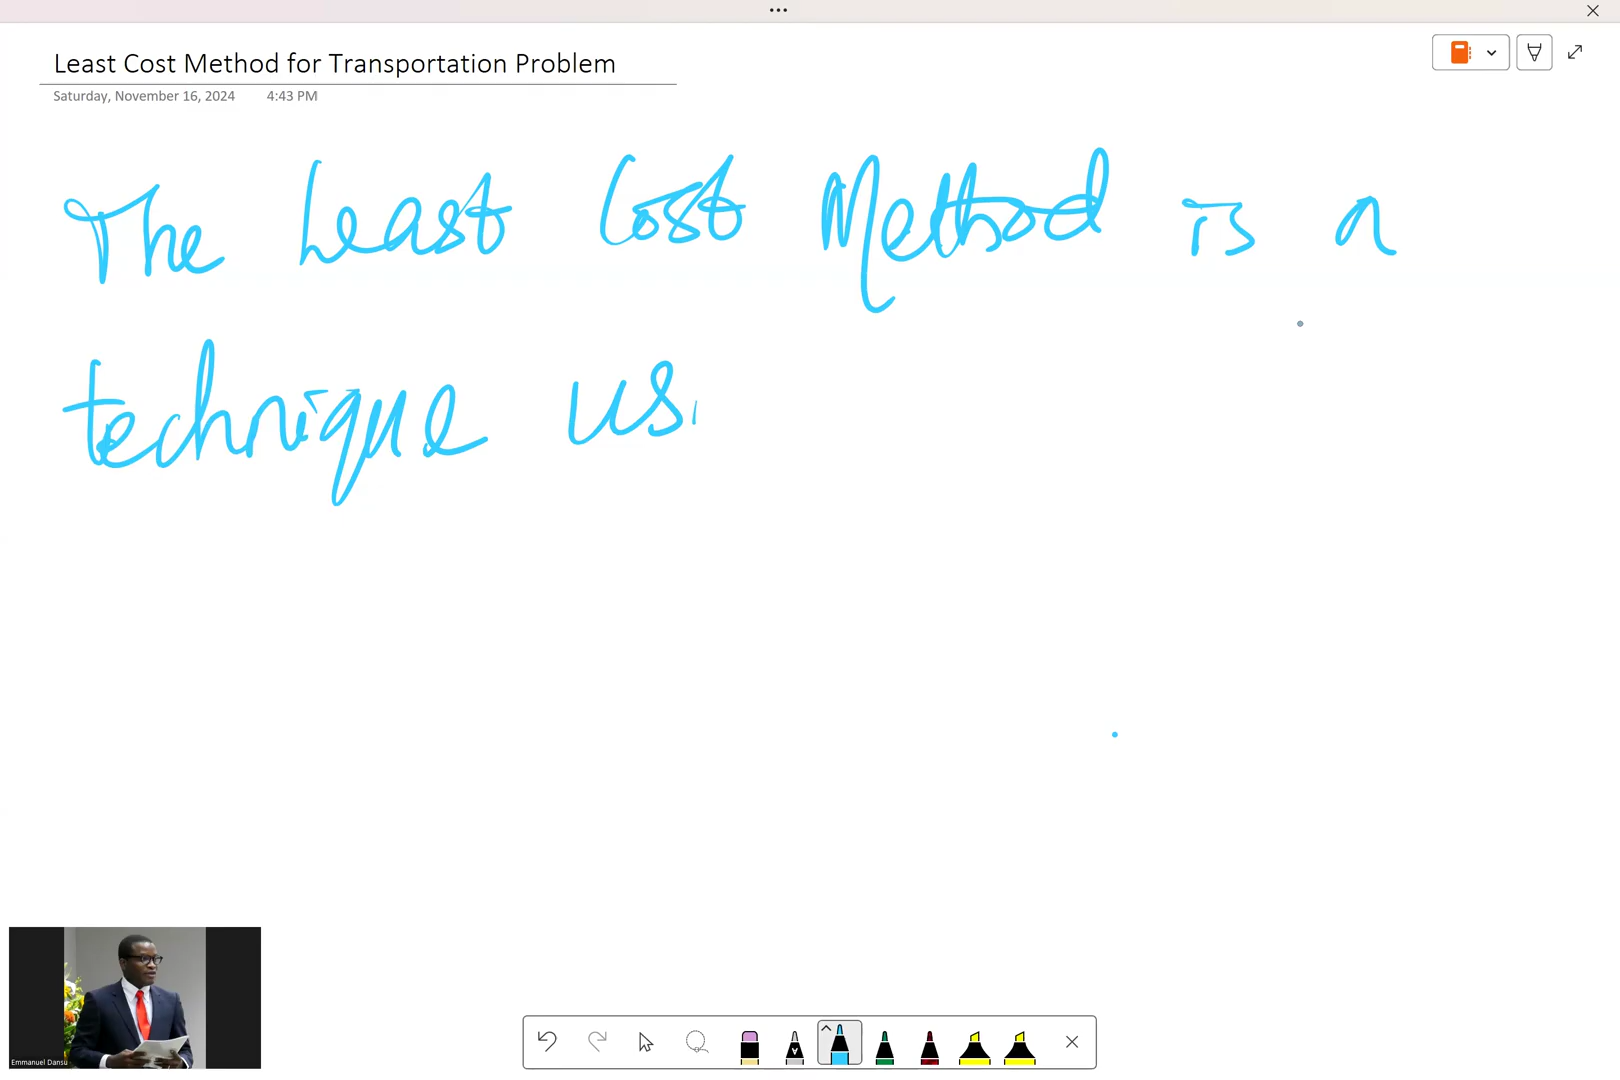 Least Cost Method for Transportation Problem
Saturday, November 16, 2024 4:43 PM
The Least Cost Method is a
technique us
Emmanuel Dansu